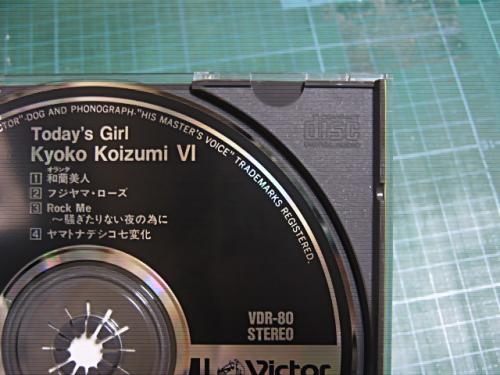 CTOR"-DOG AND PHONOGRAPH-"HIS MASTER'S VOICE" TRADEMARKS REGISTERED.
Today's Girl
Kyoko Koizumi VI
オランダ
1 和蘭美人
2 フジヤマ・ローズ
3 Rock Me
～騒ぎたりない夜の為に
4 ヤマトナデシコ七変化
VDR-80
STEREO
Victor
disc
DIGITAL AUDIO